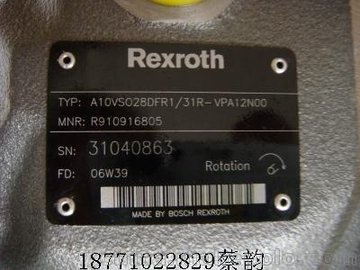 Rexroth
TYP: A10VSO28DFR1/31R-VPA12N00
MNR: R910916805
SN: 31040863
FD: 06W39
Rotation
MADE BY BOSCH REXROTH
18771022829蔡韵